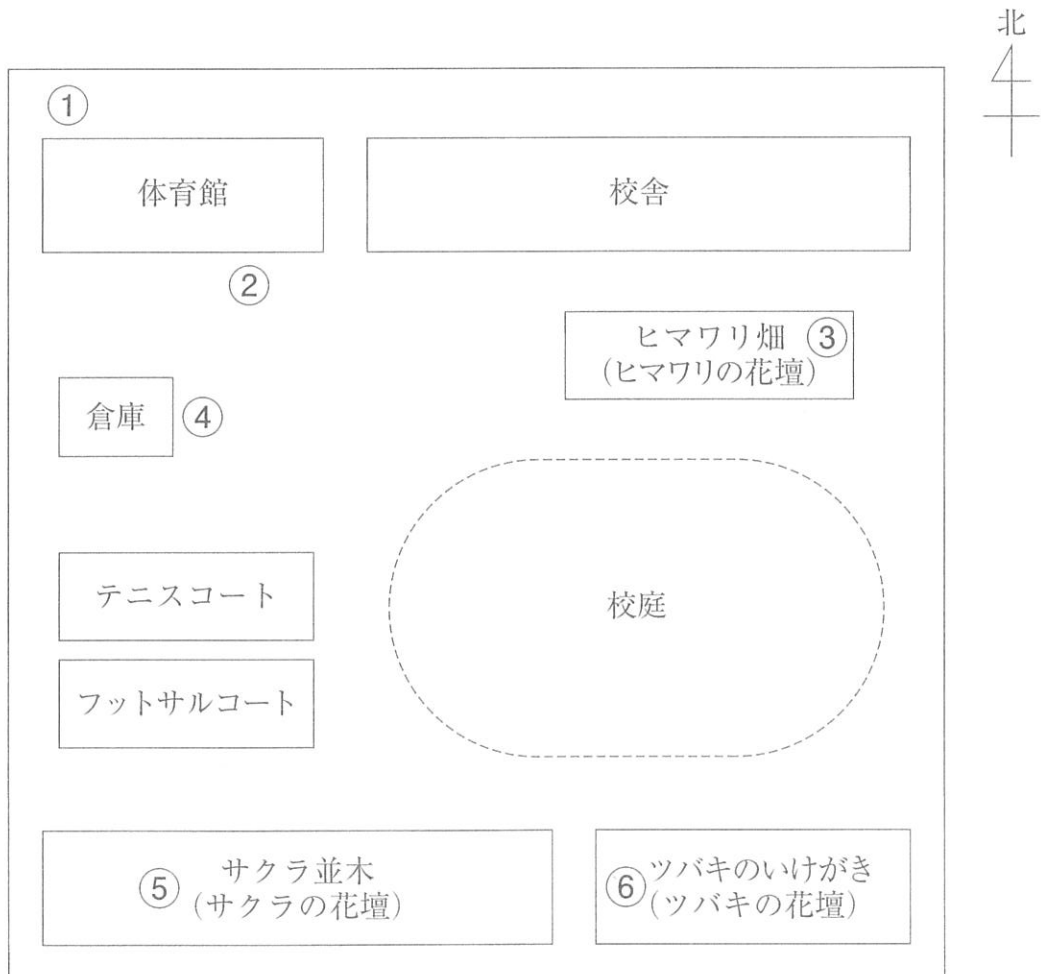 北
①
体育館
校舎
②
ヒマワリ畑
(ヒマワリの花壇)
③
倉庫
④
テニスコート
校庭
フットサルコート
⑤
サクラ並木
(サクラの花壇)
⑥
ツバキのいけがき
(ツバキの花壇)